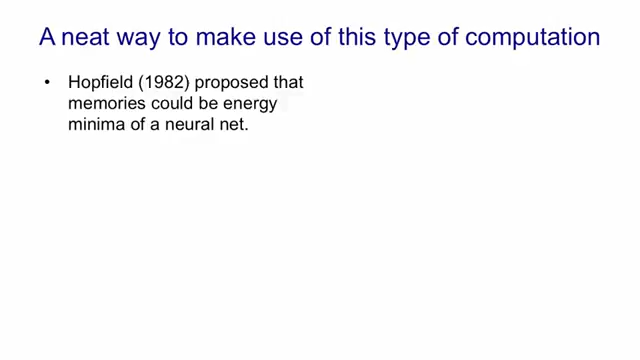 A neat way to make use of this type of computation
• Hopfield (1982) proposed that
memories could be energy
minima of a neural net.